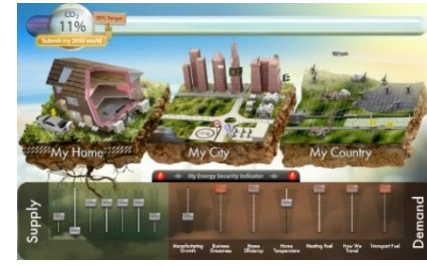 CO2
11%
80% Target
Submit my 2050 world
My Home
My City
My Country
My Energy Security Indicator
Supply
Manufacturing Growth
Business Greenness
Home Efficiency
Home Temperature
Heating Fuel
How We Travel
Transport Fuel
Demand